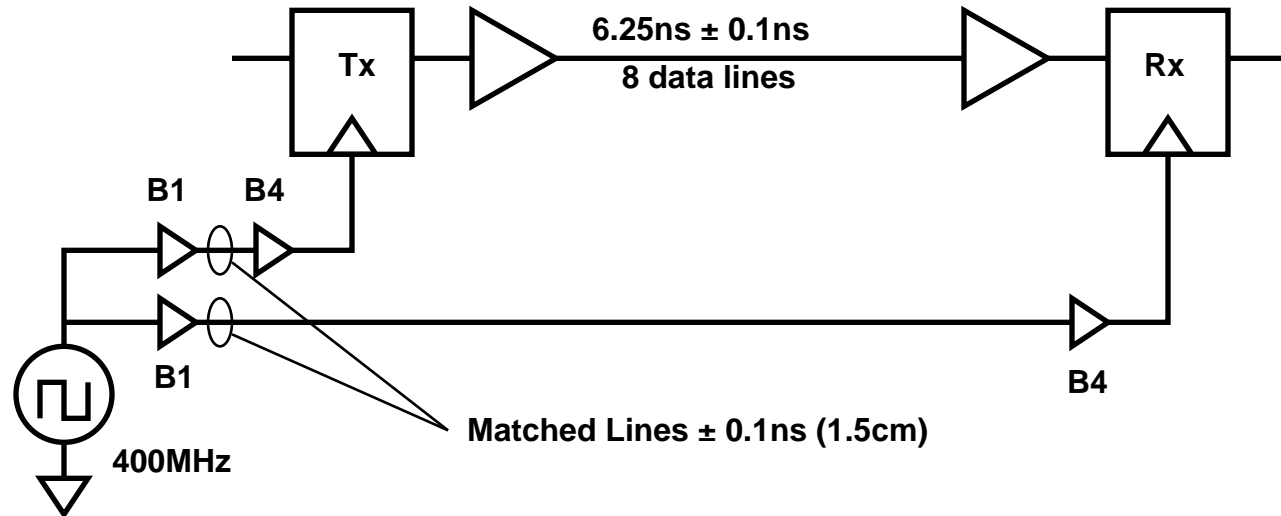 6.25ns ± 0.1ns
8 data lines
Tx
Rx
B1
B4
B1
B4
Matched Lines ± 0.1ns (1.5cm)
400MHz